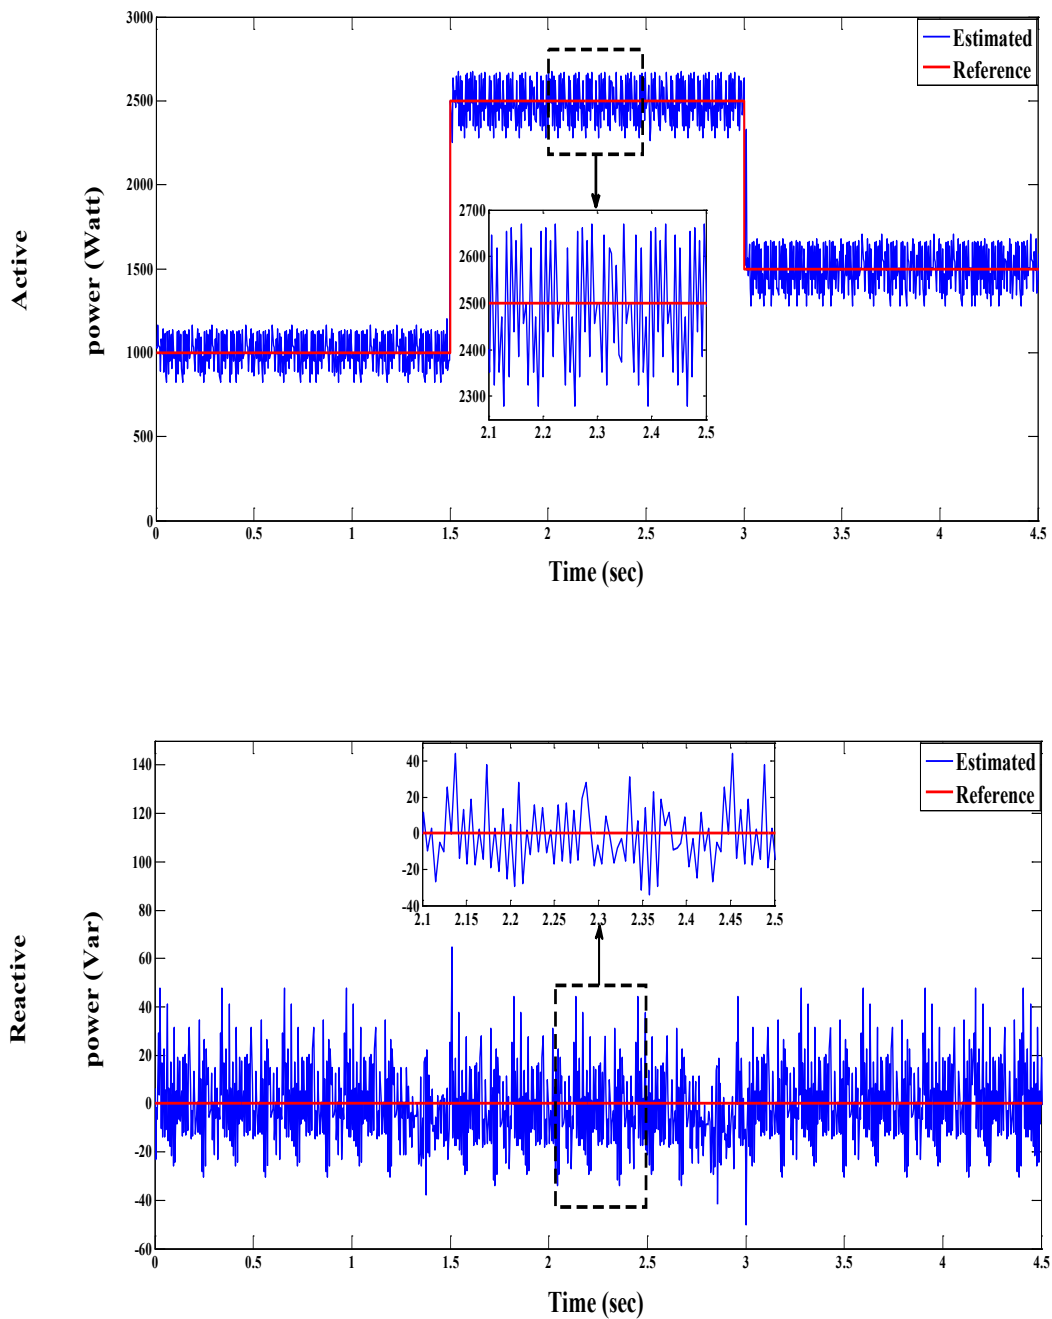 3000
2500
2000
1500
1000
500
0
Active
power (Watt)
Estimated
Reference
2700
2600
2500
2400
2300
2.1 2.2 2.3 2.4 2.5
0 0.5 1 1.5 2 2.5 3 3.5 4 4.5
Time (sec)
140
120
100
80
60
40
20
0
-20
-40
-60
Reactive
power (Var)
Estimated
Reference
40
20
0
-20
-40
2.1 2.15 2.2 2.25 2.3 2.35 2.4 2.45 2.5
0 0.5 1 1.5 2 2.5 3 3.5 4 4.5
Time (sec)